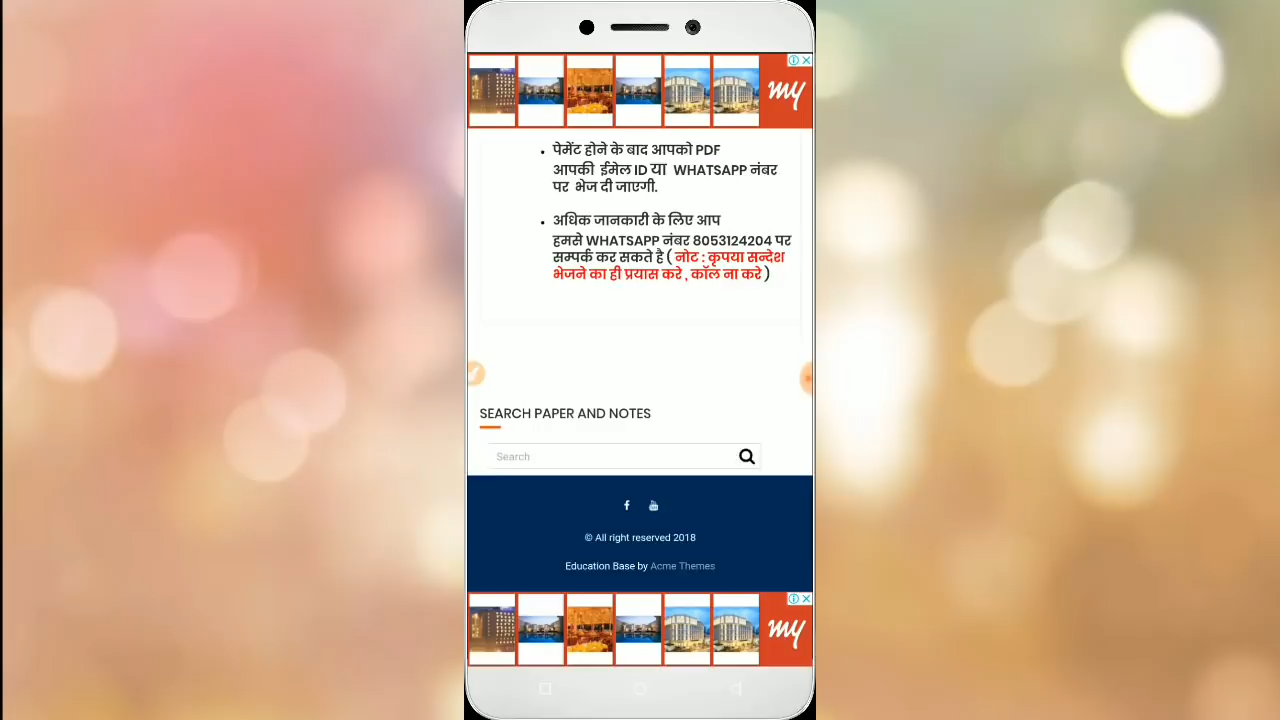 my
पेमेंट होने के बाद आपको PDF
आपकी ईमेल ID या WHATSAPP नंबर
पर भेज दी जाएगी.
अधिक जानकारी के लिए आप
हमसे WHATSAPP नंबर 8053124204 पर
सम्पर्क कर सकते है ( नोट : कृपया सन्देश
भेजने का ही प्रयास करे , कॉल ना करे )
SEARCH PAPER AND NOTES
Search
© All right reserved 2018
Education Base by Acme Themes
my